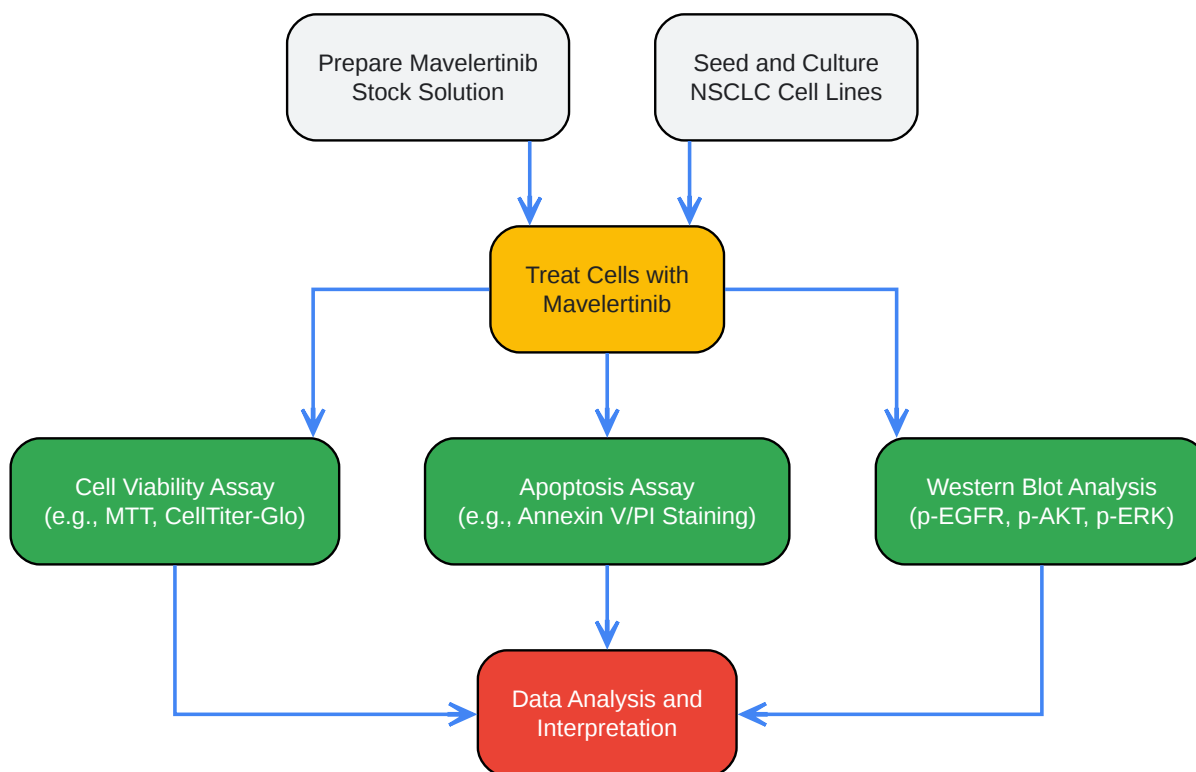 Prepare Mavelertinib
Stock Solution
Seed and Culture
NSCLC Cell Lines
Treat Cells with
Mavelertinib
Cell Viability Assay
(e.g., MTT, CellTiter-Glo)
Apoptosis Assay
(e.g., Annexin V/PI Staining)
Western Blot Analysis
(p-EGFR, p-AKT, p-ERK)
Data Analysis and
Interpretation